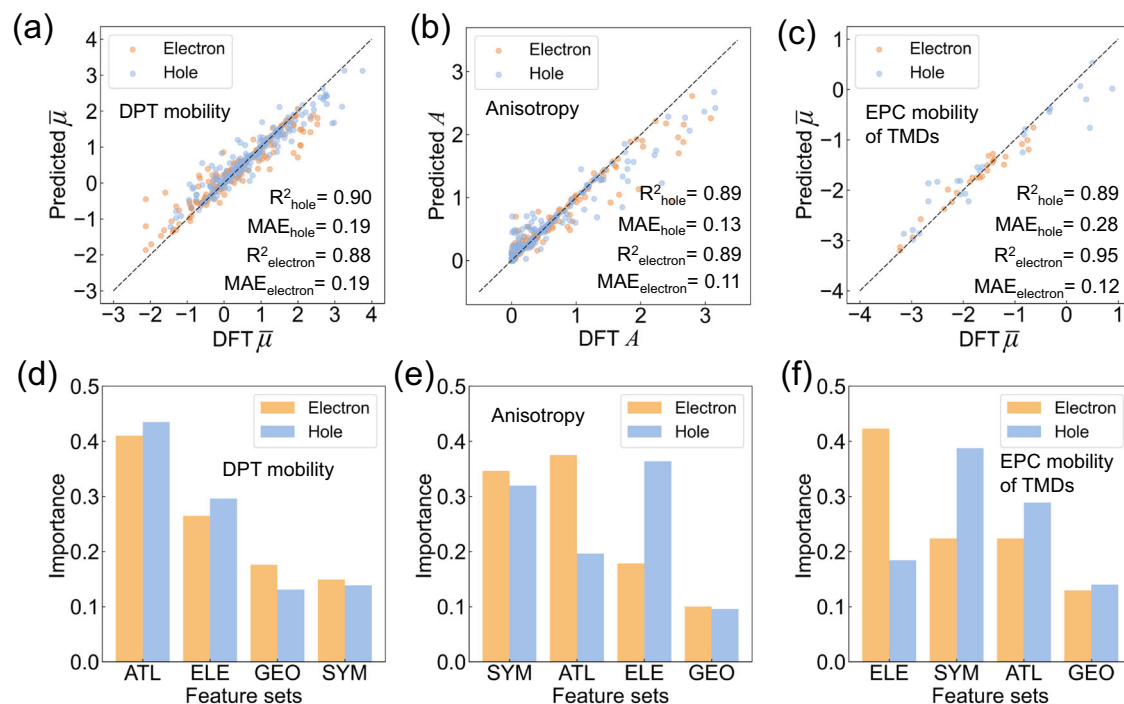 (a)
4
3
2
1
0
−1
−2
−3
Predicted μ̅
Electron
Hole
DPT mobility
R²hole= 0.90
MAEhole= 0.19
R²electron= 0.88
MAEelectron= 0.19
−3 −2 −1 0 1 2 3 4
DFT μ̅
(b)
3
2
1
0
Predicted A
Electron
Hole
Anisotropy
R²hole= 0.89
MAEhole= 0.13
R²electron= 0.89
MAEelectron= 0.11
0 1 2 3
DFT A
(c)
1
0
−1
−2
−3
−4
Predicted μ̅
Electron
Hole
EPC mobility
of TMDs
R²hole= 0.89
MAEhole= 0.28
R²electron= 0.95
MAEelectron= 0.12
−4 −3 −2 −1 0 1
DFT μ̅
(d)
0.5
0.4
0.3
0.2
0.1
0.0
Importance
Electron
Hole
DPT mobility
ATL ELE GEO SYM
Feature sets
(e)
0.5
0.4
0.3
0.2
0.1
0.0
Importance
Anisotropy
Electron
Hole
SYM ATL ELE GEO
Feature sets
(f)
0.5
0.4
0.3
0.2
0.1
0.0
Importance
Electron
Hole
EPC mobility
of TMDs
ELE SYM ATL GEO
Feature sets